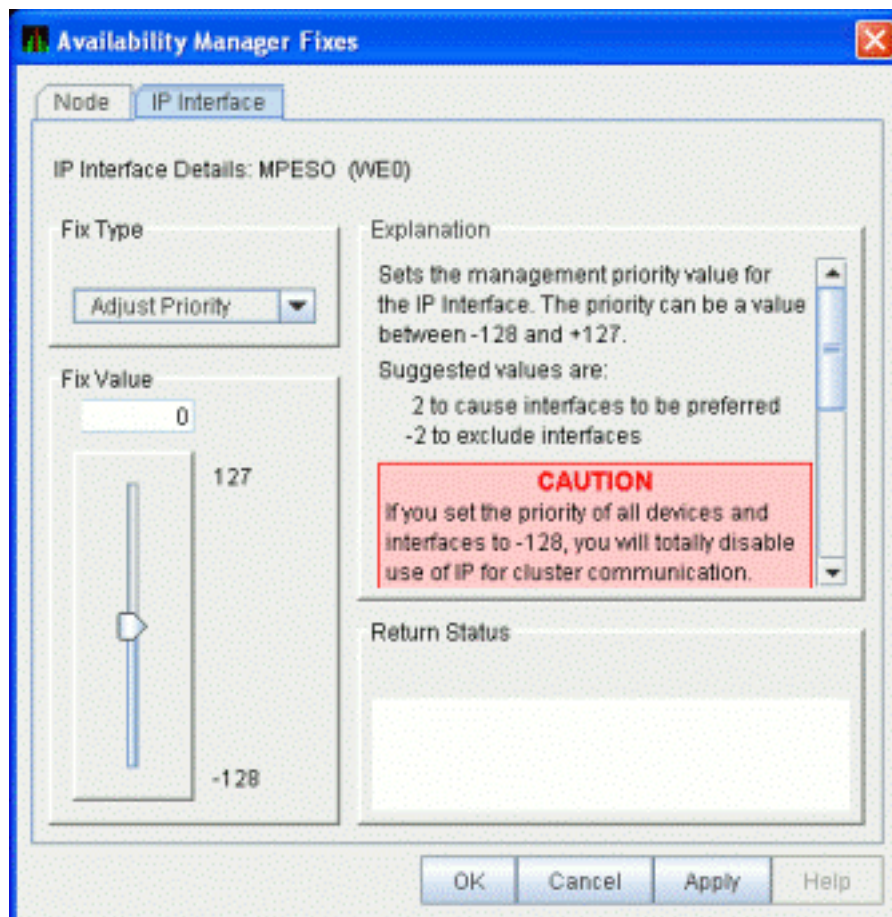 Availability Manager Fixes
Node
IP Interface
IP Interface Details: MPESO (WE0)
Fix Type
Adjust Priority
Fix Value
0
127
-128
Explanation
Sets the management priority value for
the IP Interface. The priority can be a value
between -128 and +127.
Suggested values are:
2 to cause interfaces to be preferred
-2 to exclude interfaces
CAUTION
If you set the priority of all devices and
interfaces to -128, you will totally disable
use of IP for cluster communication.
Return Status
OK
Cancel
Apply
Help